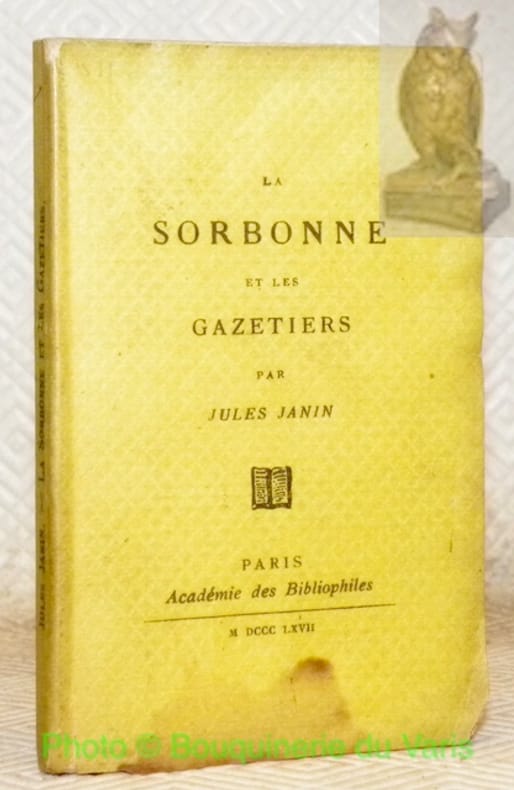 LA
SORBONNE
ET LES
GAZETIERS
PAR
JULES JANIN
PARIS
Académie des Bibliophiles
M DCCC LXVII
JULES JANIN. — LA SORBONNE ET LES GAZETIERS.
Photo © Bouquinerie du Varis